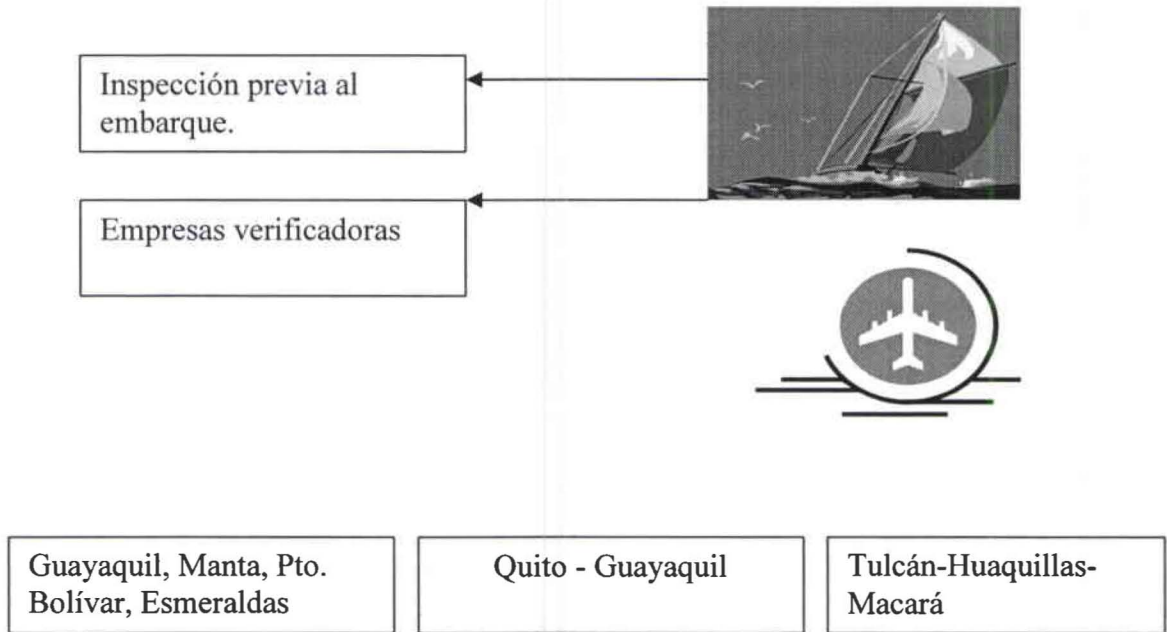 Inspección previa al
embarque.
Empresas verificadoras
Guayaquil, Manta, Pto.
Bolívar, Esmeraldas
Quito - Guayaquil
Tulcán-Huaquillas-
Macará